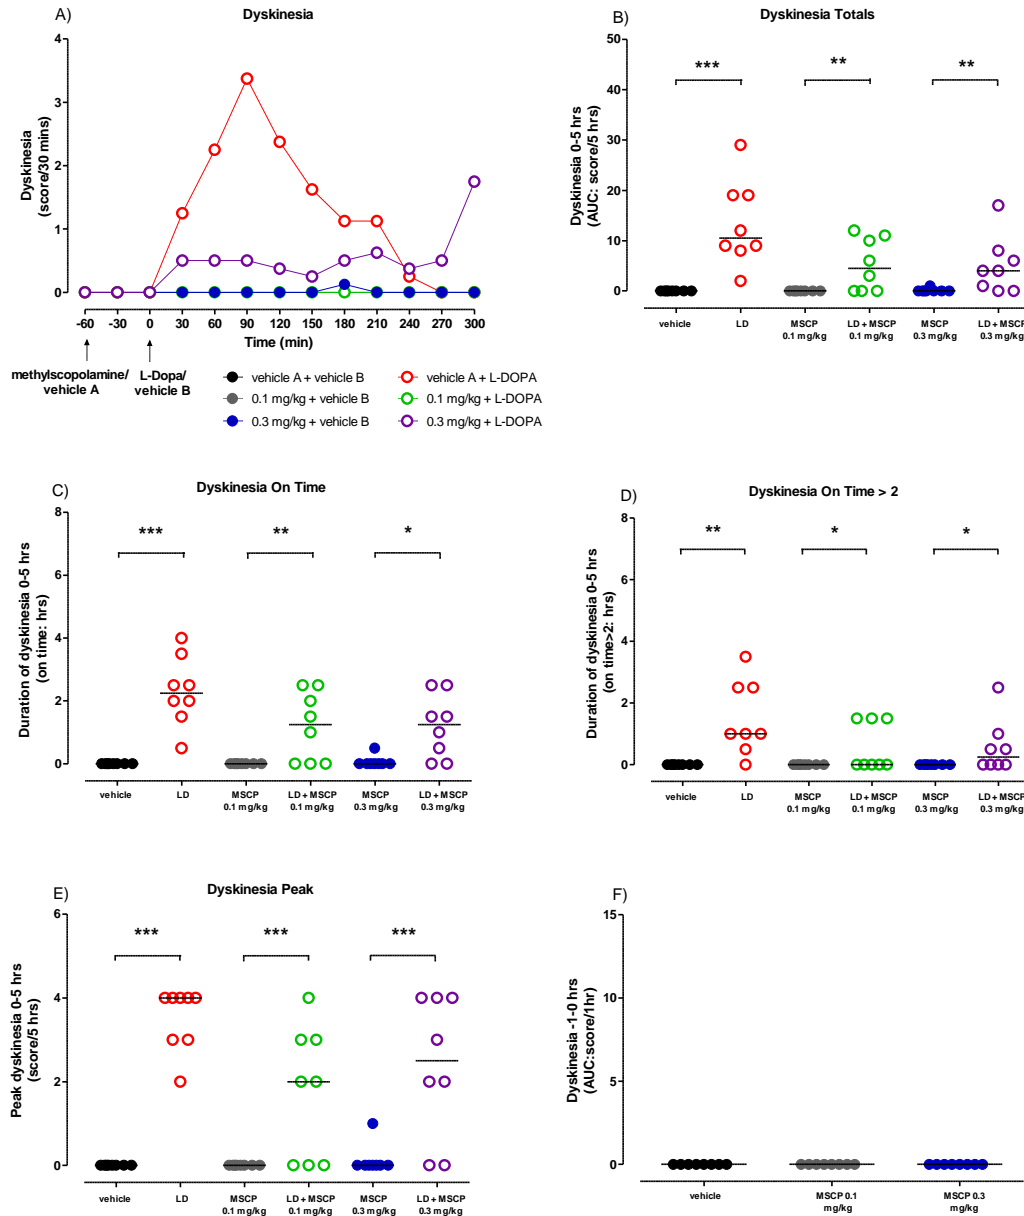 A)
Dyskinesia
Dyskinesia
(score/30 mins)
4
3
2
1
0
-60 -30 0 30 60 90 120 150 180 210 240 270 300
Time (min)
methylscopolamine/
vehicle A
L-Dopa/
vehicle B
vehicle A + vehicle B
0.1 mg/kg + vehicle B
0.3 mg/kg + vehicle B
vehicle A + L-DOPA
0.1 mg/kg + L-DOPA
0.3 mg/kg + L-DOPA
B)
Dyskinesia Totals
Dyskinesia 0-5 hrs
(AUC: score/5 hrs)
50
40
30
20
10
0
*** ** **
vehicle LD MSCP LD + MSCP MSCP LD + MSCP
0.1 mg/kg 0.1 mg/kg 0.3 mg/kg 0.3 mg/kg
C)
Dyskinesia On Time
Duration of dyskinesia 0-5 hrs
(on time: hrs)
8
6
4
2
0
*** ** *
vehicle LD MSCP LD + MSCP MSCP LD + MSCP
0.1 mg/kg 0.1 mg/kg 0.3 mg/kg 0.3 mg/kg
D)
Dyskinesia On Time > 2
Duration of dyskinesia 0-5 hrs
(on time>2: hrs)
8
6
4
2
0
** * *
vehicle LD MSCP LD + MSCP MSCP LD + MSCP
0.1 mg/kg 0.1 mg/kg 0.3 mg/kg 0.3 mg/kg
E)
Dyskinesia Peak
Peak dyskinesia 0-5 hrs
(score/5 hrs)
6
4
2
0
*** *** ***
vehicle LD MSCP LD + MSCP MSCP LD + MSCP
0.1 mg/kg 0.1 mg/kg 0.3 mg/kg 0.3 mg/kg
F)
Dyskinesia -1-0 hrs
(AUC:score/1hr)
15
10
5
0
vehicle MSCP 0.1 MSCP 0.3
mg/kg mg/kg